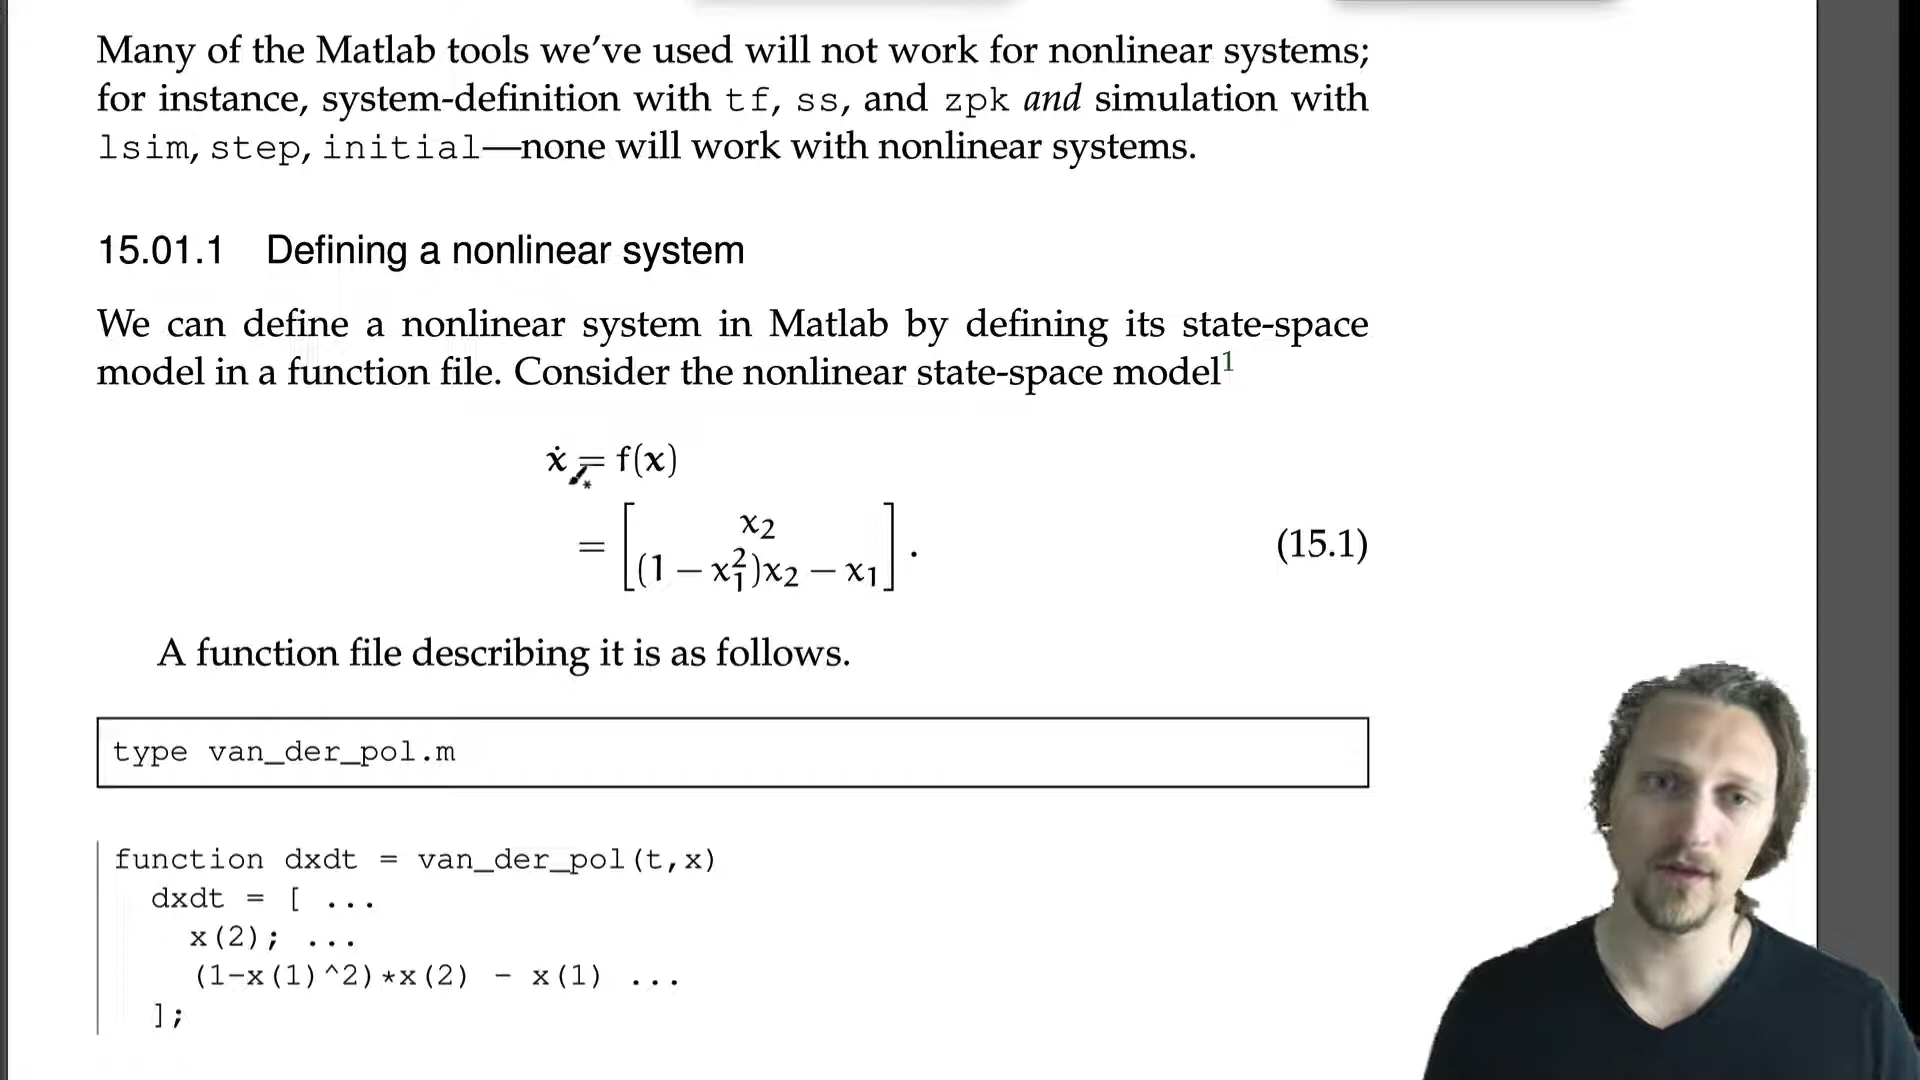 Many of the Matlab tools we've used will not work for nonlinear systems;
for instance, system-definition with tf, ss, and zpk and simulation with
lsim, step, initial—none will work with nonlinear systems.
15.01.1 Defining a nonlinear system
We can define a nonlinear system in Matlab by defining its state-space
model in a function file. Consider the nonlinear state-space model¹
ẋ = f(x)
= [ x₂
(1 − x₁²)x₂ − x₁ ] . (15.1)
A function file describing it is as follows.
type van_der_pol.m
function dxdt = van_der_pol(t,x)
dxdt = [ ...
x(2); ...
(1-x(1)^2)*x(2) - x(1) ...
];